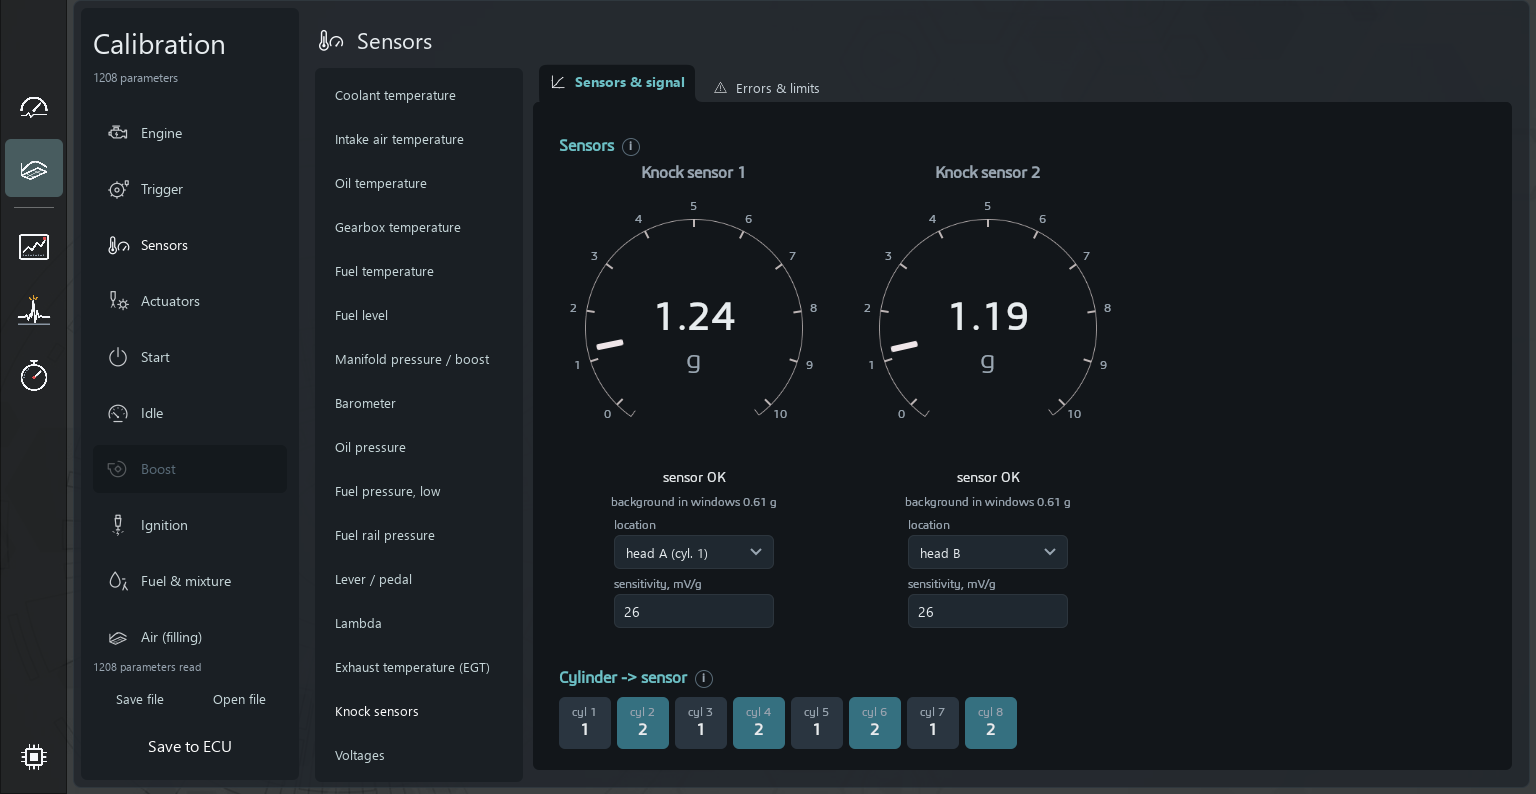 Calibration
1208 parameters
Engine
Trigger
Sensors
Actuators
Start
Idle
Boost
Ignition
Fuel & mixture
Air (filling)
1208 parameters read
Save file
Open file
Save to ECU
Sensors
Coolant temperature
Intake air temperature
Oil temperature
Gearbox temperature
Fuel temperature
Fuel level
Manifold pressure / boost
Barometer
Oil pressure
Fuel pressure, low
Fuel rail pressure
Lever / pedal
Lambda
Exhaust temperature (EGT)
Knock sensors
Voltages
Sensors & signal
Errors & limits
Sensors i
Knock sensor 1
0 1 2 3 4 5 6 7 8 9 10
1.24
g
sensor OK
background in windows 0.61 g
location
head A (cyl. 1)
sensitivity, mV/g
26
Knock sensor 2
0 1 2 3 4 5 6 7 8 9 10
1.19
g
sensor OK
background in windows 0.61 g
location
head B
sensitivity, mV/g
26
Cylinder -> sensor i
cyl 1 cyl 2 cyl 3 cyl 4 cyl 5 cyl 6 cyl 7 cyl 8
1 2 1 2 1 2 1 2